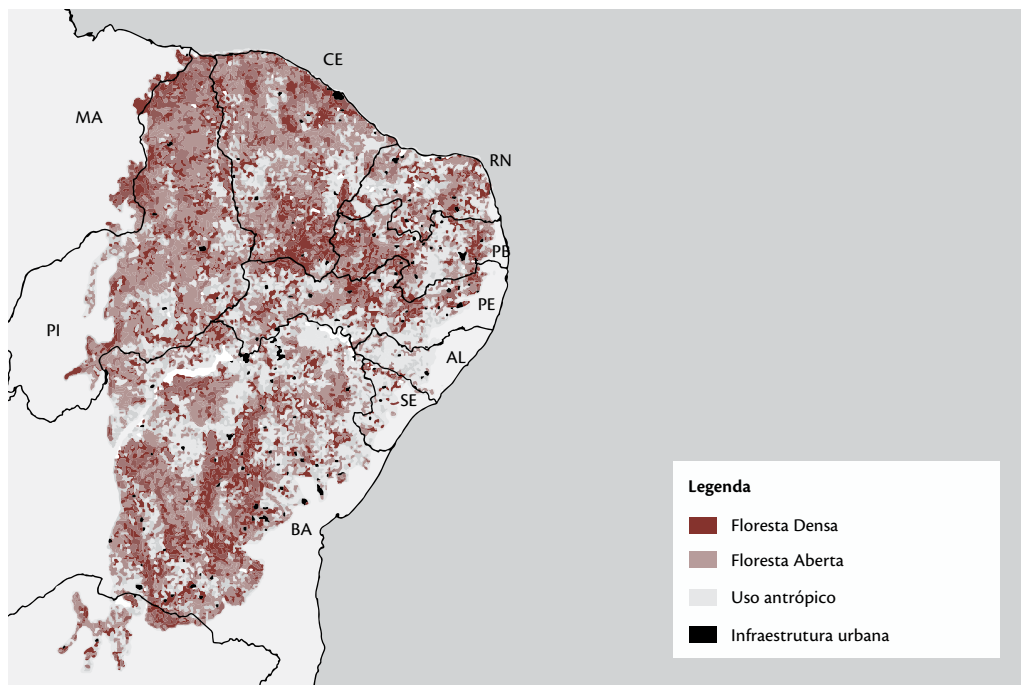 CE
MA
RN
PB
PE
PI
AL
SE
BA
Legenda
Floresta Densa
Floresta Aberta
Uso antrópico
Infraestrutura urbana